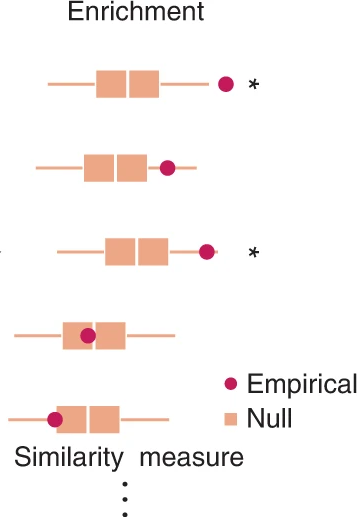 Enrichment
*
*
Empirical
Null
Similarity measure